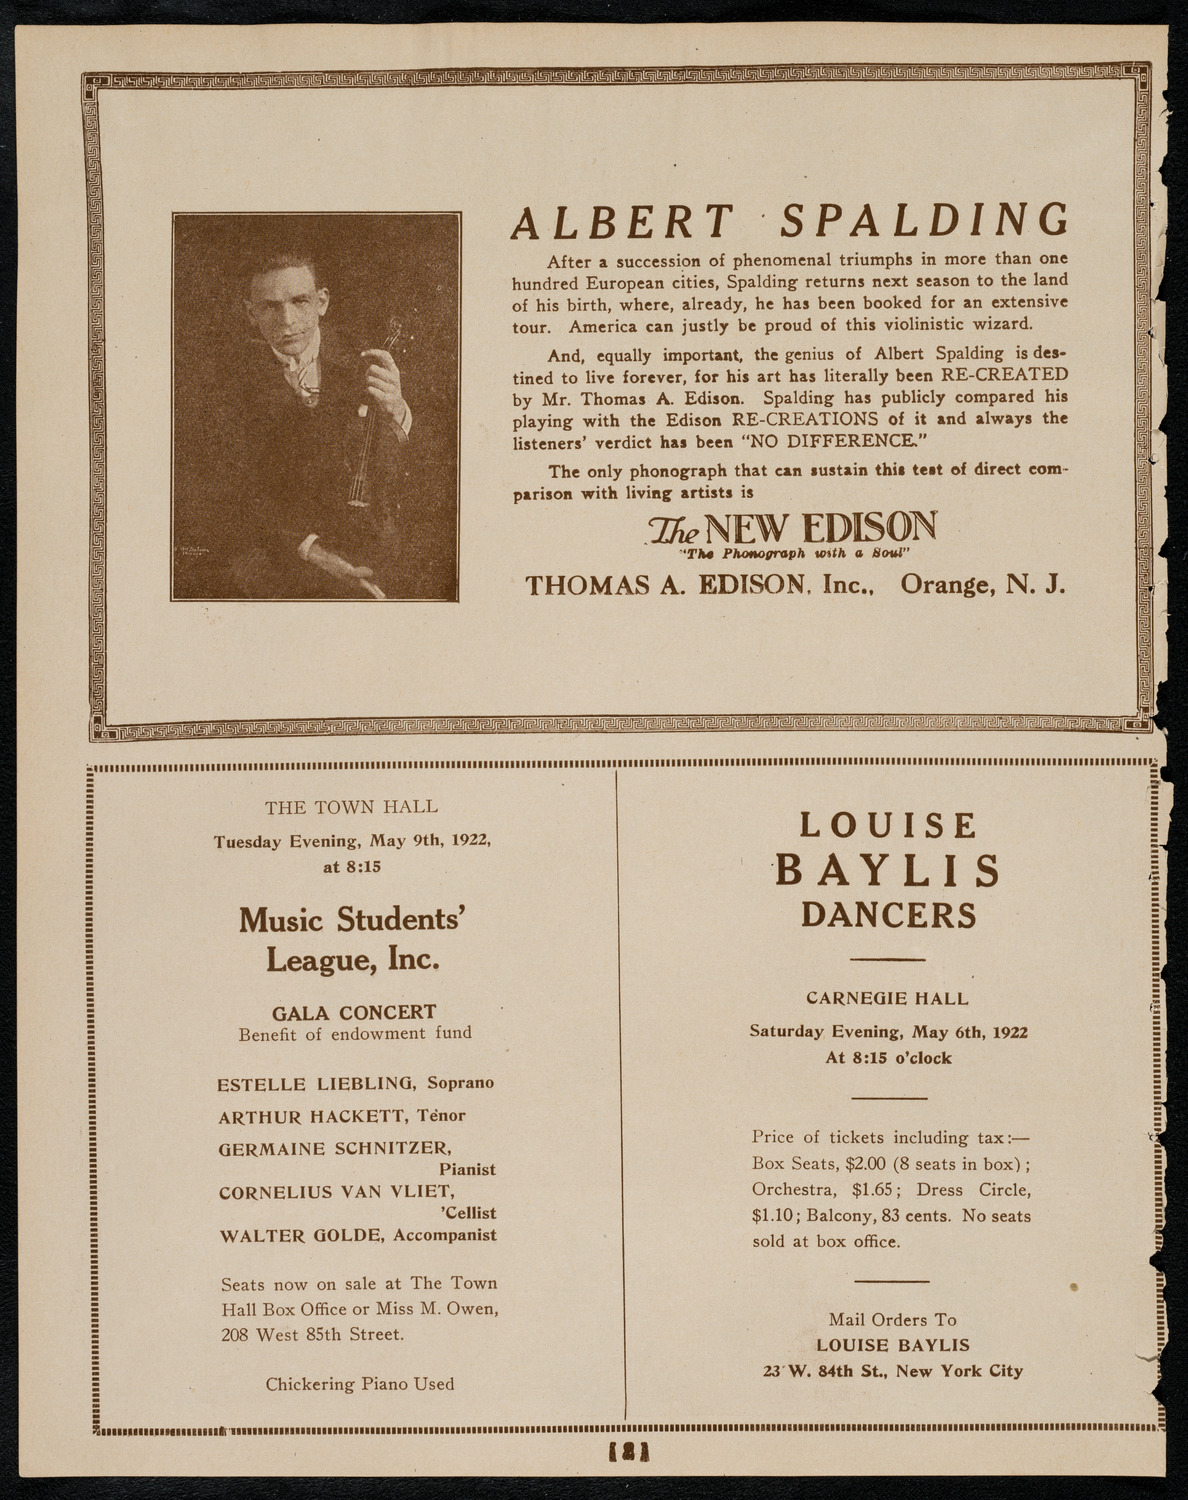 ALBERT SPALDING
After a succession of phenomenal triumphs in more than one
hundred European cities, Spalding returns next season to the land
of his birth, where, already, he has been booked for an extensive
tour. America can justly be proud of this violinistic wizard.
And, equally important, the genius of Albert Spalding is des-
tined to live forever, for his art has literally been RE-CREATED
by Mr. Thomas A. Edison. Spalding has publicly compared his
playing with the Edison RE-CREATIONS of it and always the
listeners' verdict has been "NO DIFFERENCE."
The only phonograph that can sustain this test of direct com-
parison with living artists is
The NEW EDISON
"The Phonograph with a Soul"
THOMAS A. EDISON, Inc., Orange, N. J.
THE TOWN HALL
Tuesday Evening, May 9th, 1922,
at 8:15
Music Students'
League, Inc.
GALA CONCERT
Benefit of endowment fund
ESTELLE LIEBLING, Soprano
ARTHUR HACKETT, Tenor
GERMAINE SCHNITZER,
Pianist
CORNELIUS VAN VLIET,
'Cellist
WALTER GOLDE, Accompanist
Seats now on sale at The Town
Hall Box Office or Miss M. Owen,
208 West 85th Street.
Chickering Piano Used
LOUISE
BAYLIS
DANCERS
CARNEGIE HALL
Saturday Evening, May 6th, 1922
At 8:15 o'clock
Price of tickets including tax:—
Box Seats, $2.00 (8 seats in box);
Orchestra, $1.65; Dress Circle,
$1.10; Balcony, 83 cents. No seats
sold at box office.
Mail Orders To
LOUISE BAYLIS
23 W. 84th St., New York City
[2]